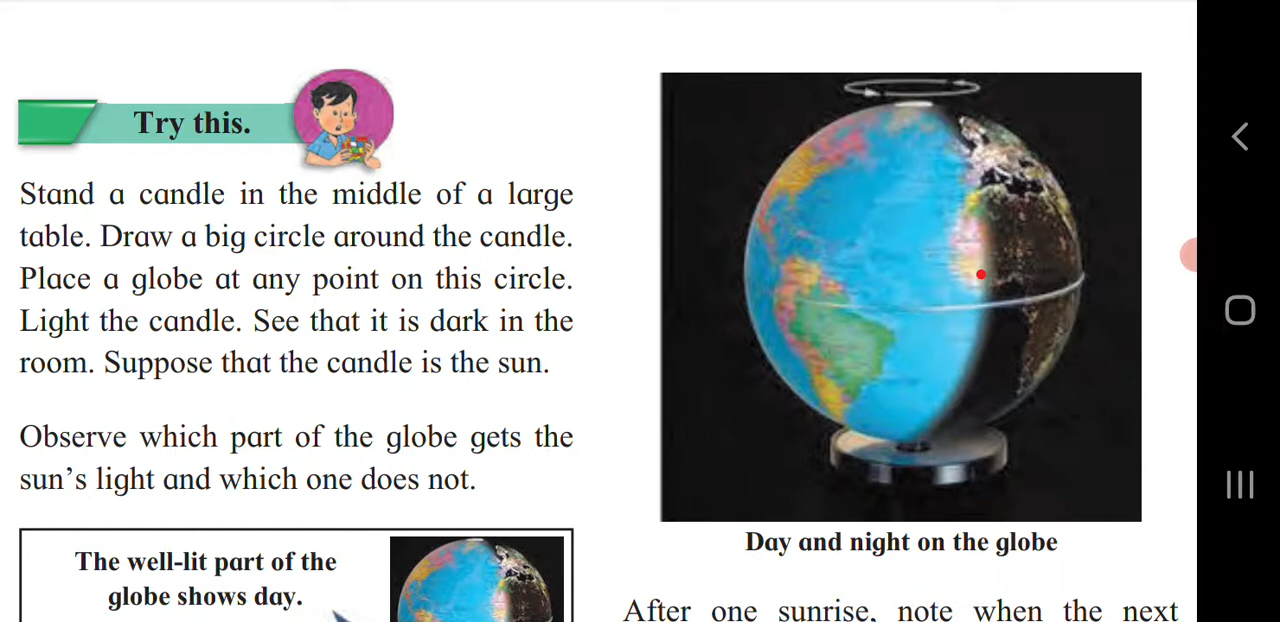 Try this.
Stand a candle in the middle of a large
table. Draw a big circle around the candle.
Place a globe at any point on this circle.
Light the candle. See that it is dark in the
room. Suppose that the candle is the sun.
Observe which part of the globe gets the
sun's light and which one does not.
The well-lit part of the
globe shows day.
Day and night on the globe
After one sunrise, note when the next